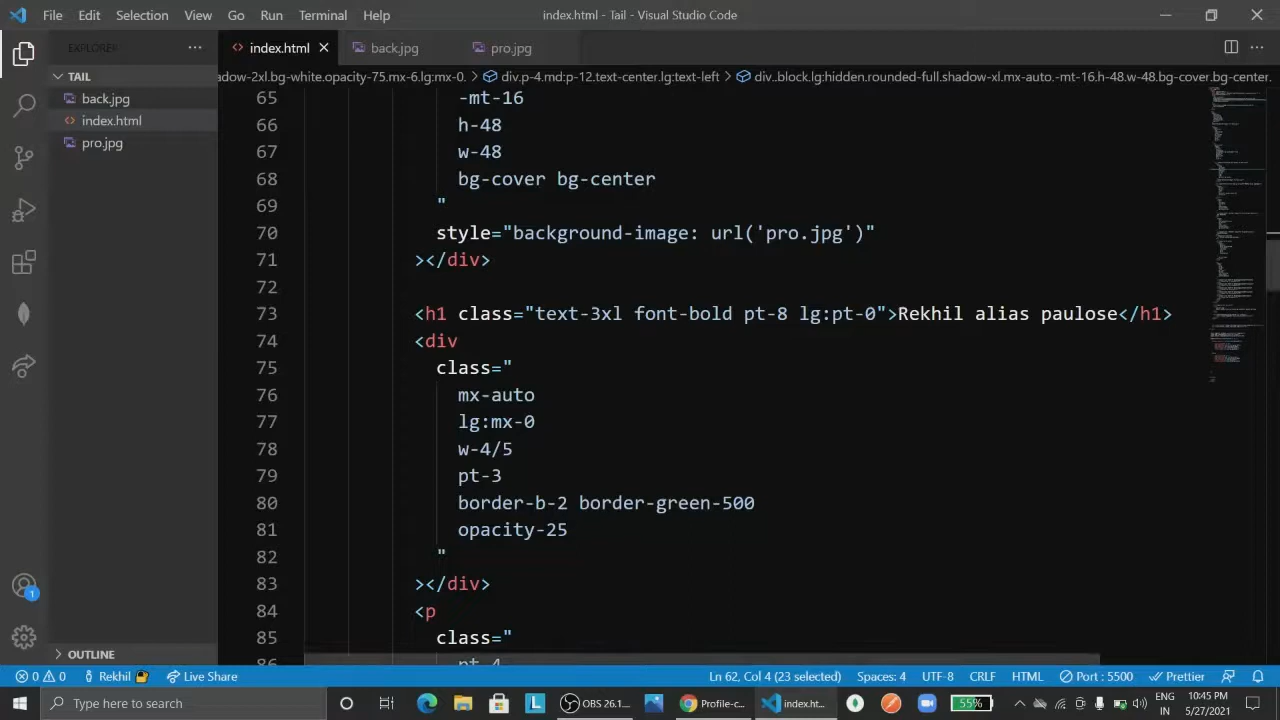 File Edit Selection View Go Run Terminal Help
index.html - Tail - Visual Studio Code
EXPLORER
index.html
back.jpg
pro.jpg
TAIL
adow-2xl.bg-white.opacity-75.mx-6.lg:mx-0. > div.p-4.md:p-12.text-center.lg:text-left > div..block.lg:hidden.rounded-full.shadow-xl.mx-auto.-mt-16.h-48.w-48.bg-cover.bg-center.
back.jpg
index.html
pro.jpg
65 -mt-16
66 h-48
67 w-48
68 bg-cover bg-center
69 "
70 style="background-image: url('pro.jpg')"
71 ></div>
72
73 <h1 class="text-3xl font-bold pt-8 lg:pt-0">Rekhil alias paulose</h1>
74 <div
75 class="
76 mx-auto
77 lg:mx-0
78 w-4/5
79 pt-3
80 border-b-2 border-green-500
81 opacity-25
82 "
83 ></div>
84 <p
85 class="
86 pt-4
OUTLINE
1
0 0 Rekhil Live Share
Ln 62, Col 4 (23 selected) Spaces: 4 UTF-8 CRLF HTML Port : 5500 Prettier
Type here to search
L
OBS 26.1...
Profile-c...
index.ht...
55%
ENG
IN
10:45 PM
5/27/2021